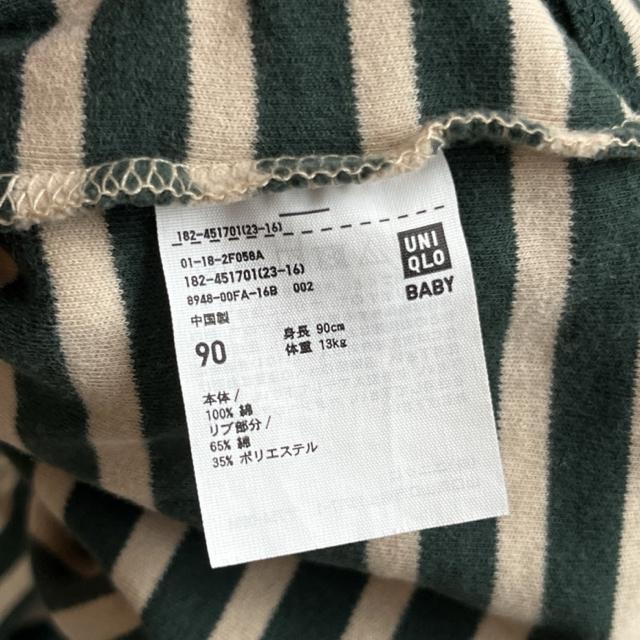 182-451701(23-16)
01-18-2F058A
182-451701(23-16)
8948-00FA-16B 002
中国製
90
身長 90cm
体重 13kg
本体/
100% 綿
リブ部分/
65% 綿
35% ポリエステル
UNI
QLO
BABY